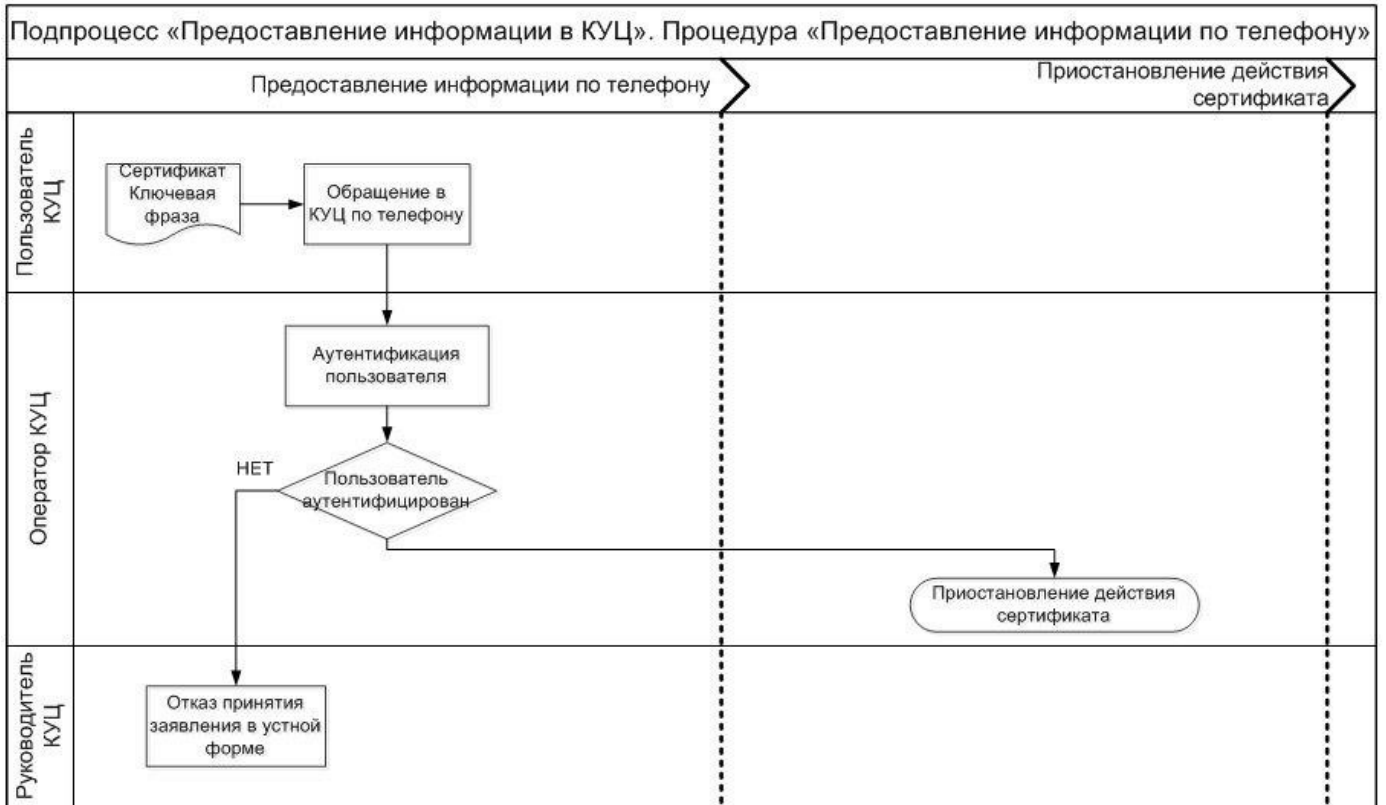 Подпроцесс «Предоставление информации в КУЦ». Процедура «Предоставление информации по телефону»
Предоставление информации по телефону
Приостановление действия
сертификата
Пользователь
КУЦ
Сертификат
Ключевая
фраза
Обращение в
КУЦ по телефону
Оператор КУЦ
Аутентификация
пользователя
НЕТ
Пользователь
аутентифицирован
Приостановление действия
сертификата
Руководитель
КУЦ
Отказ принятия
заявления в устной
форме